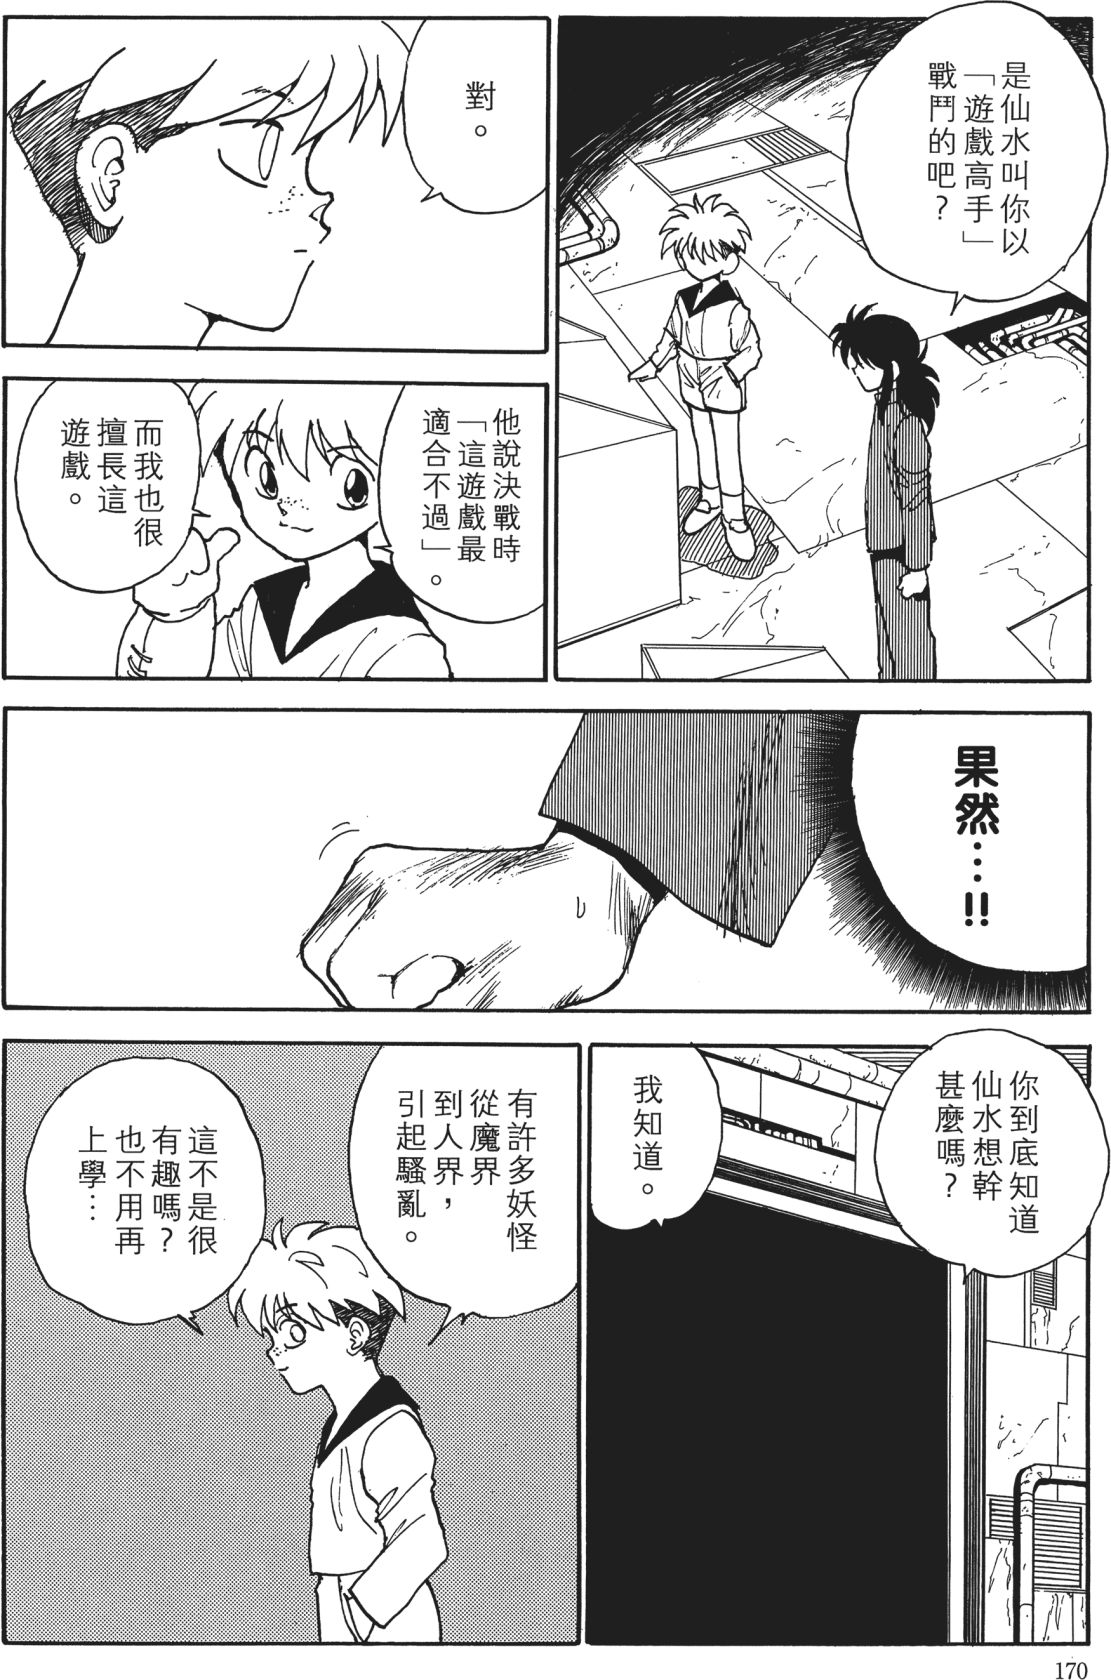 是仙水叫你以
「遊戲高手」
戰鬥的吧？
對。
他說決戰時
「這遊戲最
適合不過」。
而我也很
擅長這
遊戲。
果然…!!
你到底知道
仙水想幹
甚麼嗎？
我知道。
有許多妖怪
從魔界
到人界，
引起騷亂。
這不是很
有趣嗎？
也不用再
上學…
170